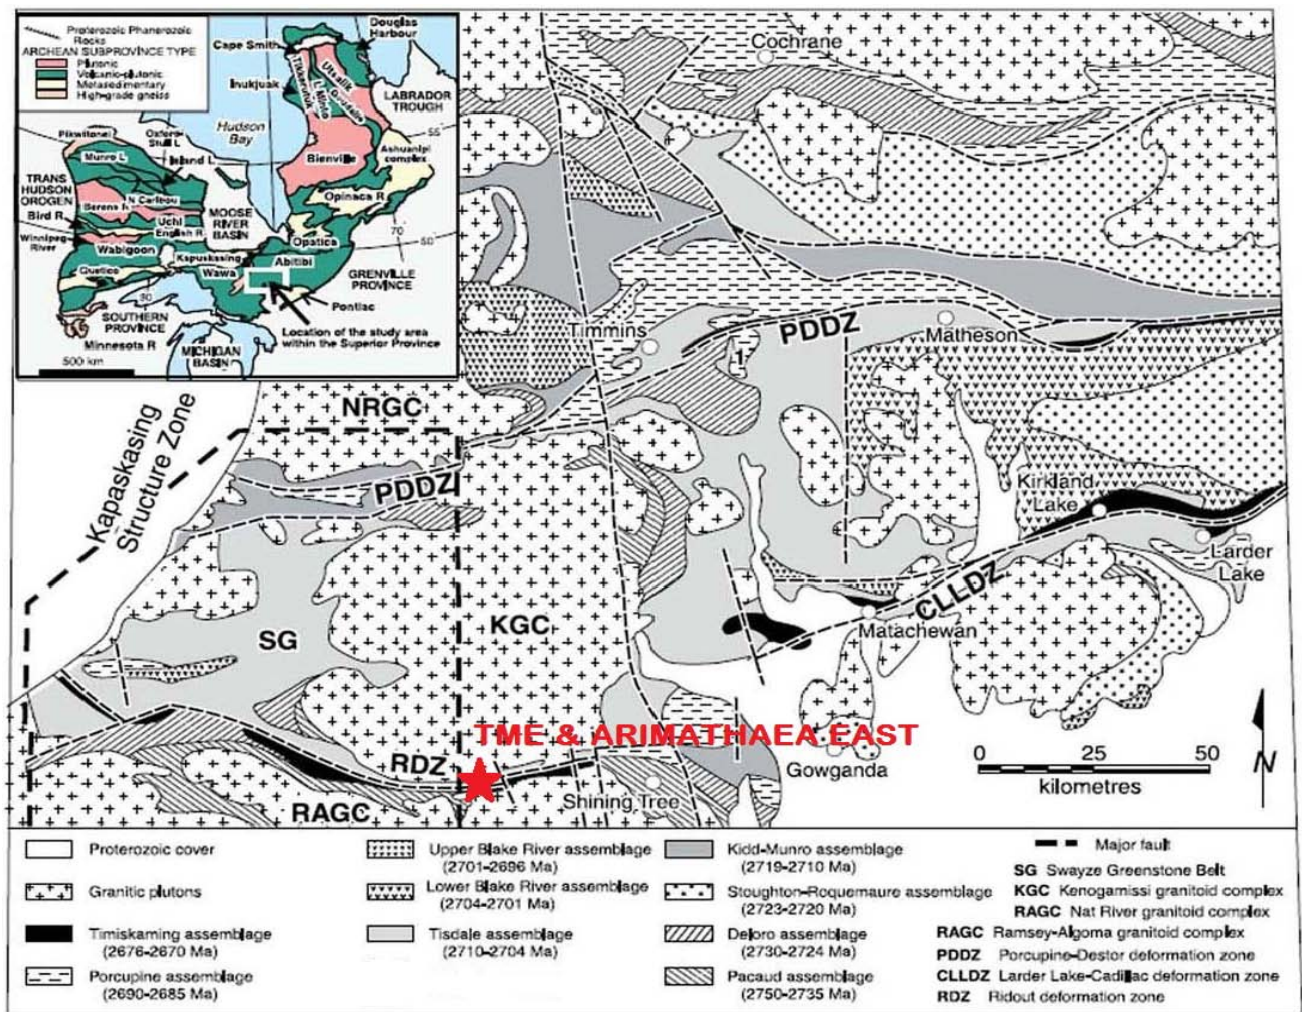 Proterozoic Phanerozoic
Rocks
ARCHEAN SUBPROVINCE TYPE
Plutonic
Volcanic-plutonic
Metasedimentary
High-grade gneiss
Cape Smith
Douglas
Harbour
Inukjuak
Tikkerutuk
L. Minto
Utsalik
LABRADOR
TROUGH
Hudson
Bay
55
Ashuanipi
complex
Bienville
Pikwitonei
Oxford-
Stull L
Munro L
Island L
TRANS
HUDSON
OROGEN
Berens R
N Caribou
Bird R
Uchi
English R
Winnipeg
River
Wabigoon
MOOSE
RIVER
BASIN
Opinaca R
70
50
Opatica
Quetico
Kapuskasing
Wawa
Abitibi
GRENVILLE
PROVINCE
90
Pontiac
SOUTHERN
PROVINCE
Minnesota R
MICHIGAN
BASIN
Location of the study area
within the Superior Province
500 km
Cochrane
Timmins
1
PDDZ
Matheson
NRGC
Kapaskasing
Structure Zone
PDDZ
Kirkland
Lake
Larder
Lake
CLLDZ
Matachewan
SG
KGC
TME & ARIMATHAEA EAST
RDZ
RAGC
Shining Tree
Gowganda
0 25 50
kilometres
N
Proterozoic cover
Granitic plutons
Timiskaming assemblage
(2676-2670 Ma)
Porcupine assemblage
(2690-2685 Ma)
Upper Blake River assemblage
(2701-2696 Ma)
Lower Blake River assemblage
(2704-2701 Ma)
Tisdale assemblage
(2710-2704 Ma)
Kidd-Munro assemblage
(2719-2710 Ma)
Stoughton-Roquemaure assemblage
(2723-2720 Ma)
Deloro assemblage
(2730-2724 Ma)
Pacaud assemblage
(2750-2735 Ma)
Major fault
SG Swayze Greenstone Belt
KGC Kenogamissi granitoid complex
RAGC Nat River granitoid complex
RAGC Ramsey-Algoma granitoid complex
PDDZ Porcupine-Destor deformation zone
CLLDZ Larder Lake-Cadillac deformation zone
RDZ Ridout deformation zone